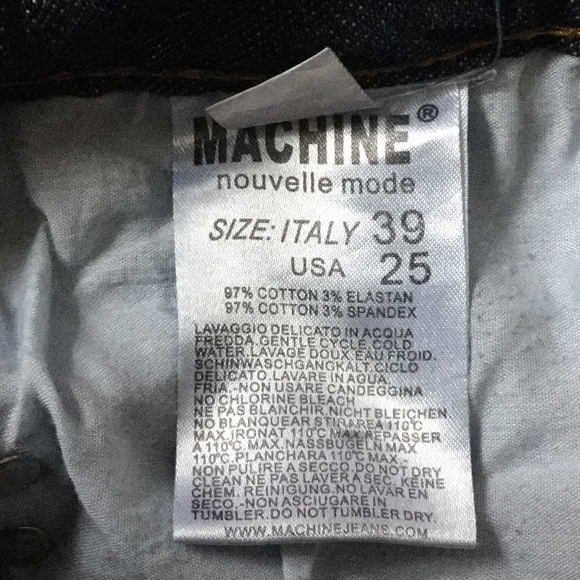 MACHINE®
nouvelle mode
SIZE: ITALY 39
USA 25
97% COTTON 3% ELASTAN
97% COTTON 3% SPANDEX
LAVAGGIO DELICATO IN ACQUA
FREDDA.GENTLE CYCLE.COLD
WATER.LAVAGE DOUX.EAU FROID.
SCHINWASCHGANGKALT.CICLO
DELICATO.LAVARE IN AGUA.
FRIA.-NON USARE CANDEGGINA
NO CHLORINE BLEACH
NE PAS BLANCHIR.NICHT BLEICHEN.
NO BLANQUEAR STIRAREA 110°C
MAX.IRONAT 110°C MAX REPASSER
A 110°C MAX. NASSBUGELN MAX
110°C.PLANCHARA 110°C MAX..
NON PULIRE A SECCO.DO NOT DRY
CLEAN NE PAS LAVER A SEC. KEINE
CHEM. REINIGUNG.NO LAVAR EN
SECO.-NON ASCIUGARE IN
TUMBLER.DO NOT TUMBLER DRY.
WWW.MACHINEJEANS.COM